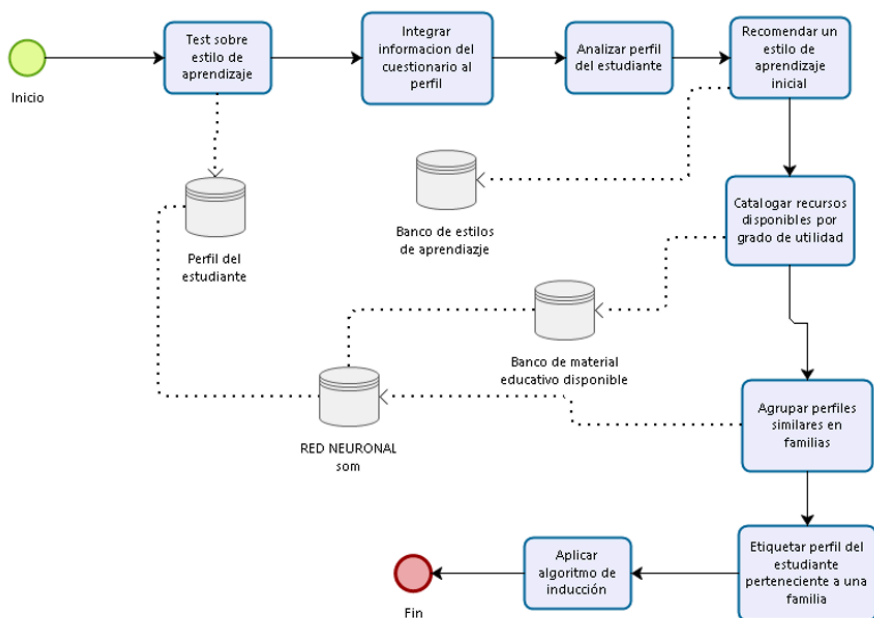 Inicio
Test sobre
estilo de
aprendizaje
Integrar
informacion del
cuestionario al
perfil
Analizar perfil
del estudiante
Recomendar un
estilo de
aprendizaje
inicial
Perfil del
estudiante
Banco de estilos
de aprendiazje
Catalogar recursos
disponibles por
grado de utilidad
Banco de material
educativo disponible
RED NEURONAL
som
Agrupar perfiles
similares en
familias
Etiquetar perfil del
estudiante
perteneciente a una
familia
Aplicar
algoritmo de
inducción
Fin